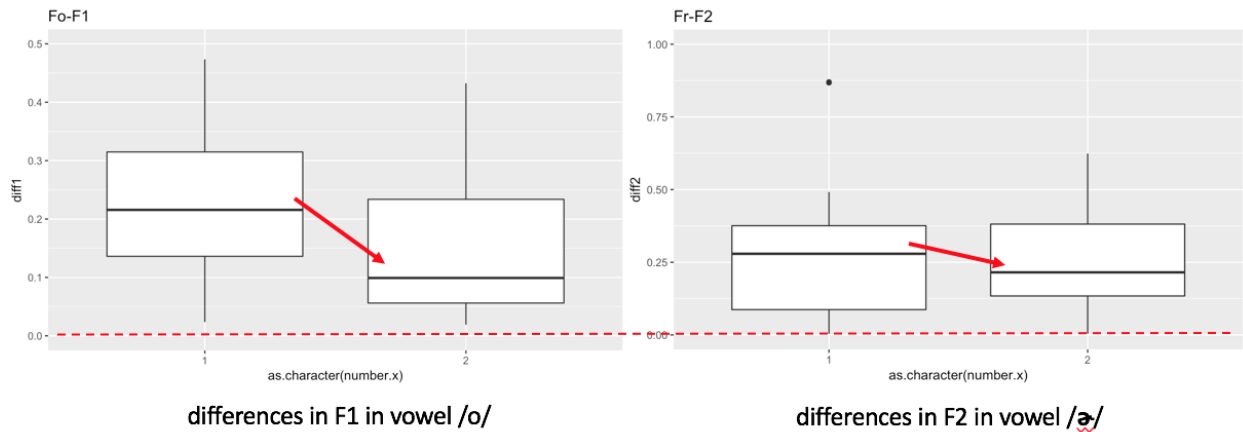 Fo-F1
0.5
0.4
0.3
0.2
0.1
0.0
diff1
1 2
as.character(number.x)
differences in F1 in vowel /o/
Fr-F2
1.00
0.75
0.50
0.25
0.00
diff2
1 2
as.character(number.x)
differences in F2 in vowel /ɚ/